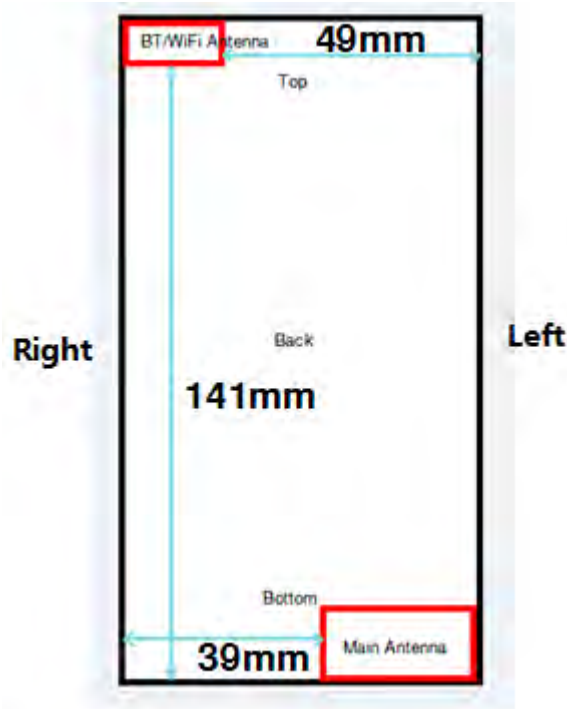 BT/WiFi Antenna
49mm
Top
Right
Back
Left
141mm
Bottom
39mm
Main Antenna